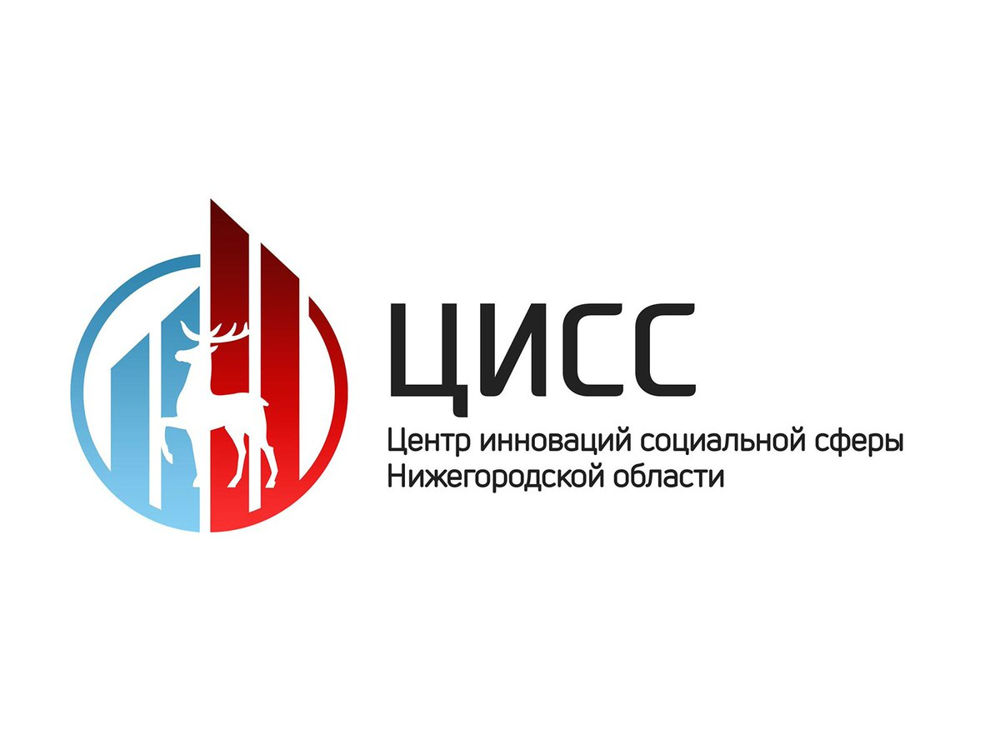 ЦИСС
Центр инноваций социальной сферы
Нижегородской области